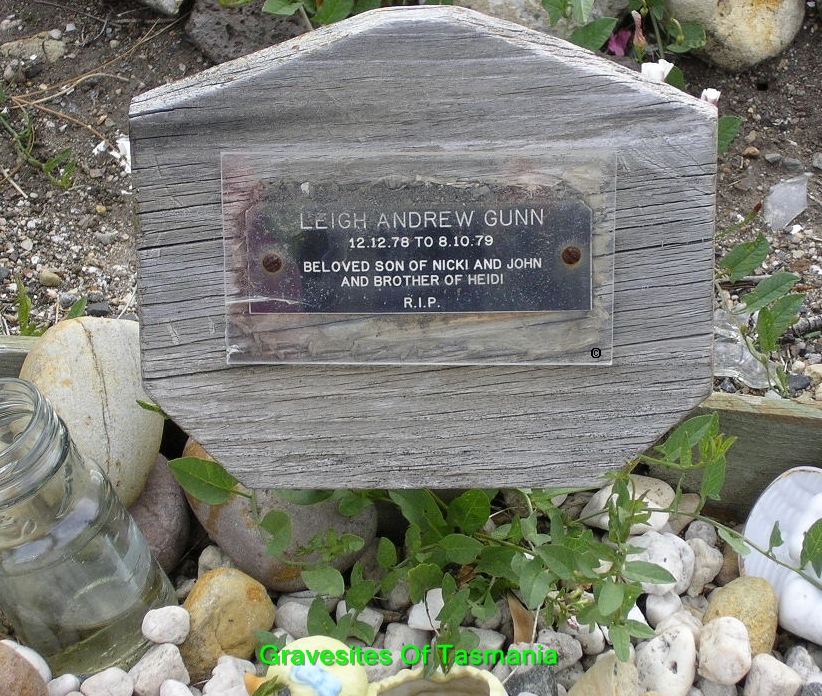 LEIGH ANDREW GUNN
12.12.78 TO 8.10.79
BELOVED SON OF NICKI AND JOHN
AND BROTHER OF HEIDI
R.I.P.
©
Gravesites Of Tasmania